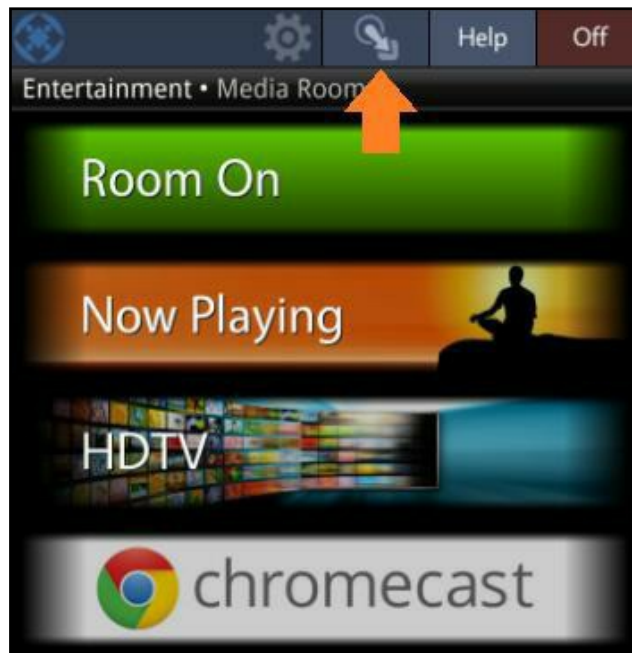 Help Off
Entertainment • Media Room
Room On
Now Playing
HDTV
chromecast